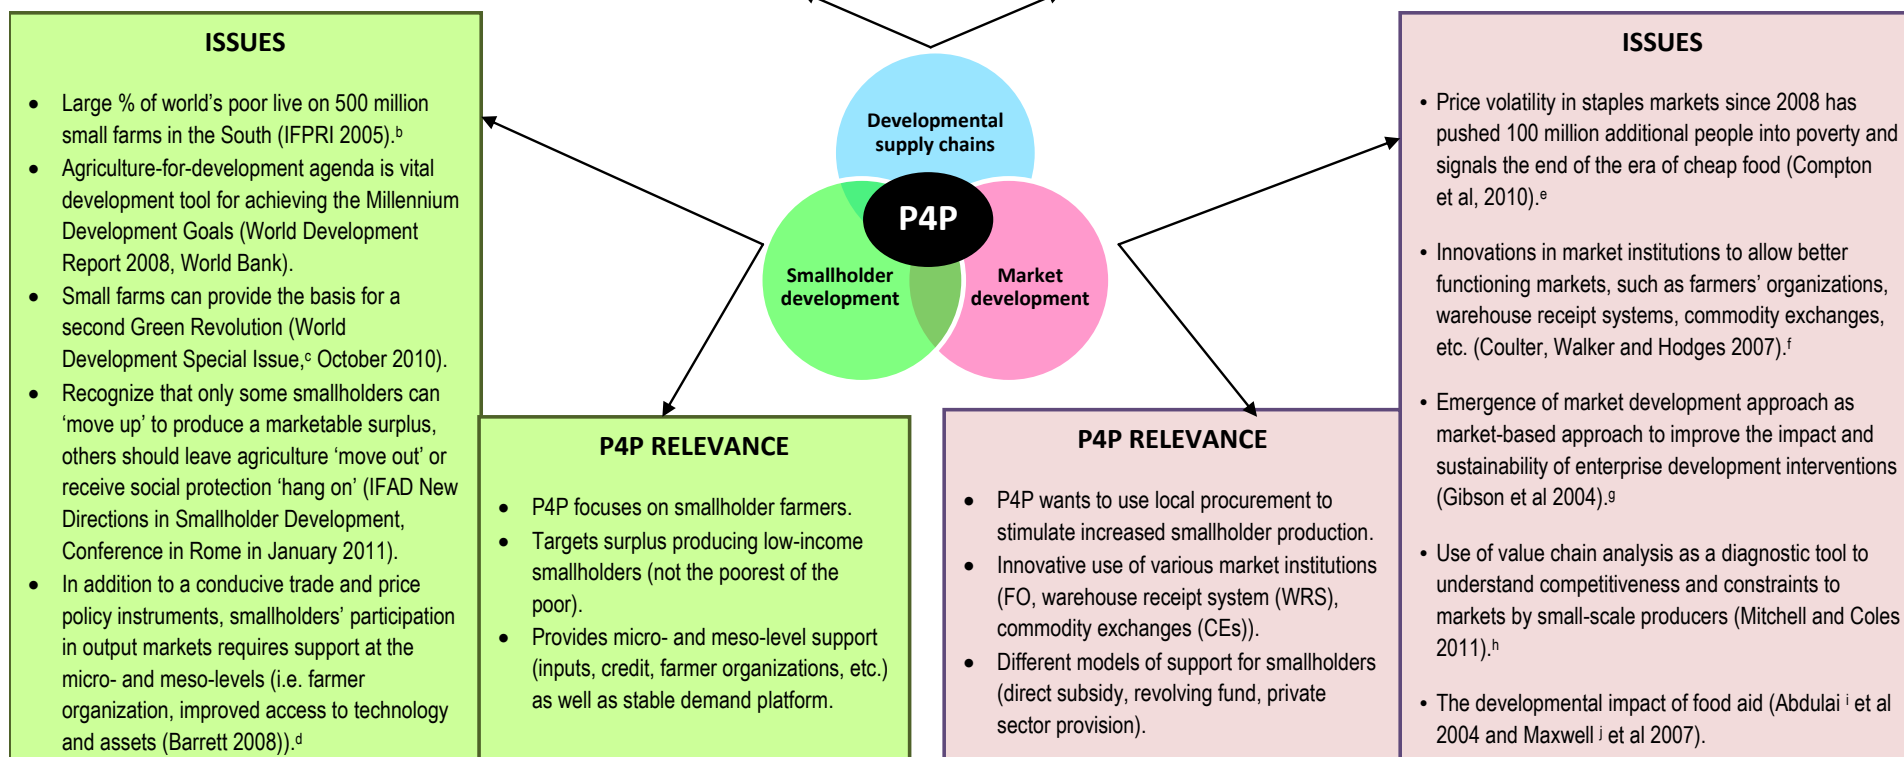 ISSUES
• Large % of world's poor live on 500 million
small farms in the South (IFPRI 2005).ᵇ
• Agriculture-for-development agenda is vital
development tool for achieving the Millennium
Development Goals (World Development
Report 2008, World Bank).
• Small farms can provide the basis for a
second Green Revolution (World
Development Special Issue,ᶜ October 2010).
• Recognize that only some smallholders can
‘move up’ to produce a marketable surplus,
others should leave agriculture ‘move out’ or
receive social protection ‘hang on’ (IFAD New
Directions in Smallholder Development,
Conference in Rome in January 2011).
• In addition to a conducive trade and price
policy instruments, smallholders’ participation
in output markets requires support at the
micro- and meso-levels (i.e. farmer
organization, improved access to technology
and assets (Barrett 2008)).ᵈ
Developmental
supply chains
P4P
Smallholder
development
Market
development
P4P RELEVANCE
• P4P focuses on smallholder farmers.
• Targets surplus producing low-income
smallholders (not the poorest of the
poor).
• Provides micro- and meso-level support
(inputs, credit, farmer organizations, etc.)
as well as stable demand platform.
P4P RELEVANCE
• P4P wants to use local procurement to
stimulate increased smallholder production.
• Innovative use of various market institutions
(FO, warehouse receipt system (WRS),
commodity exchanges (CEs)).
• Different models of support for smallholders
(direct subsidy, revolving fund, private
sector provision).
ISSUES
• Price volatility in staples markets since 2008 has
pushed 100 million additional people into poverty and
signals the end of the era of cheap food (Compton
et al, 2010).ᵉ
• Innovations in market institutions to allow better
functioning markets, such as farmers’ organizations,
warehouse receipt systems, commodity exchanges,
etc. (Coulter, Walker and Hodges 2007).ᶠ
• Emergence of market development approach as
market-based approach to improve the impact and
sustainability of enterprise development interventions
(Gibson et al 2004).ᵍ
• Use of value chain analysis as a diagnostic tool to
understand competitiveness and constraints to
markets by small-scale producers (Mitchell and Coles
2011).ʰ
• The developmental impact of food aid (Abdulai ⁱ et al
2004 and Maxwell ʲ et al 2007).